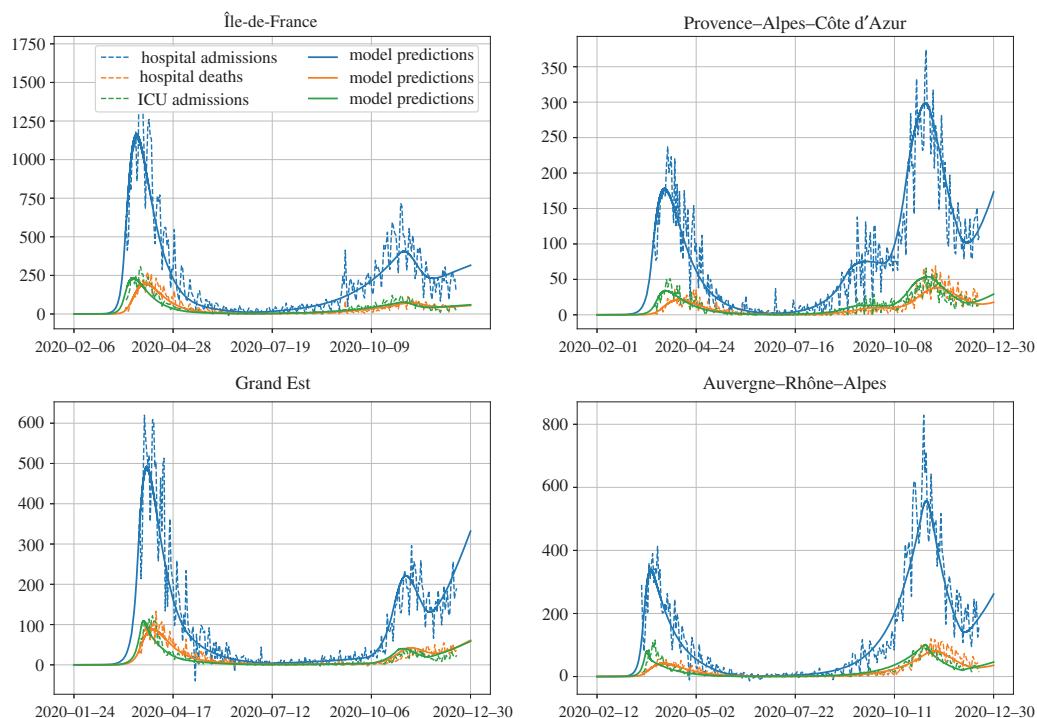 Île-de-France
1750
1500
1250
1000
750
500
250
0
hospital admissions
hospital deaths
ICU admissions
model predictions
model predictions
model predictions
2020–02–06 2020–04–28 2020–07–19 2020–10–09
Provence–Alpes–Côte d′Azur
350
300
250
200
150
100
50
0
2020–02–01 2020–04–24 2020–07–16 2020–10–08 2020–12–30
Grand Est
600
500
400
300
200
100
0
2020–01–24 2020–04–17 2020–07–12 2020–10–06 2020–12–30
Auvergne–Rhône–Alpes
800
600
400
200
0
2020–02–12 2020–05–02 2020–07–22 2020–10–11 2020–12–30